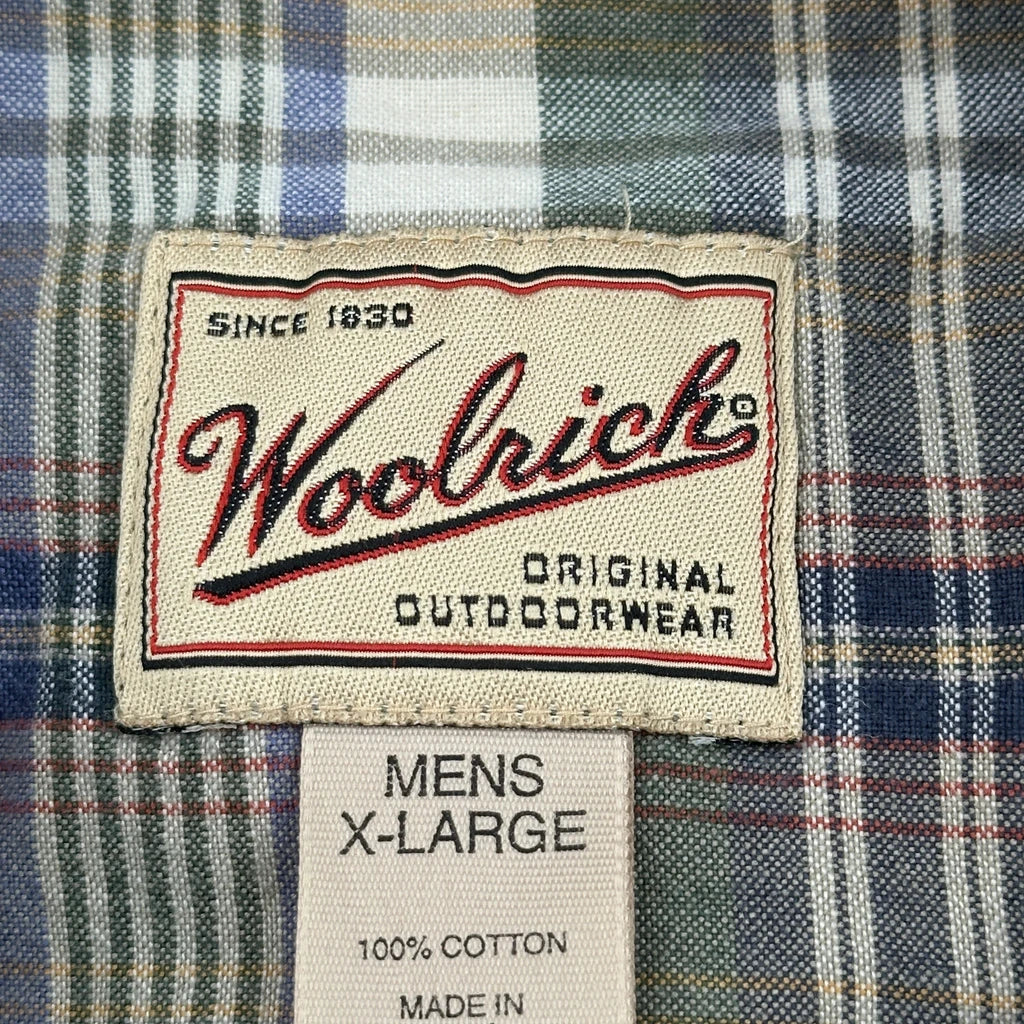 SINCE 1830
Woolrich®
ORIGINAL
OUTDOORWEAR
MENS
X-LARGE
100% COTTON
MADE IN